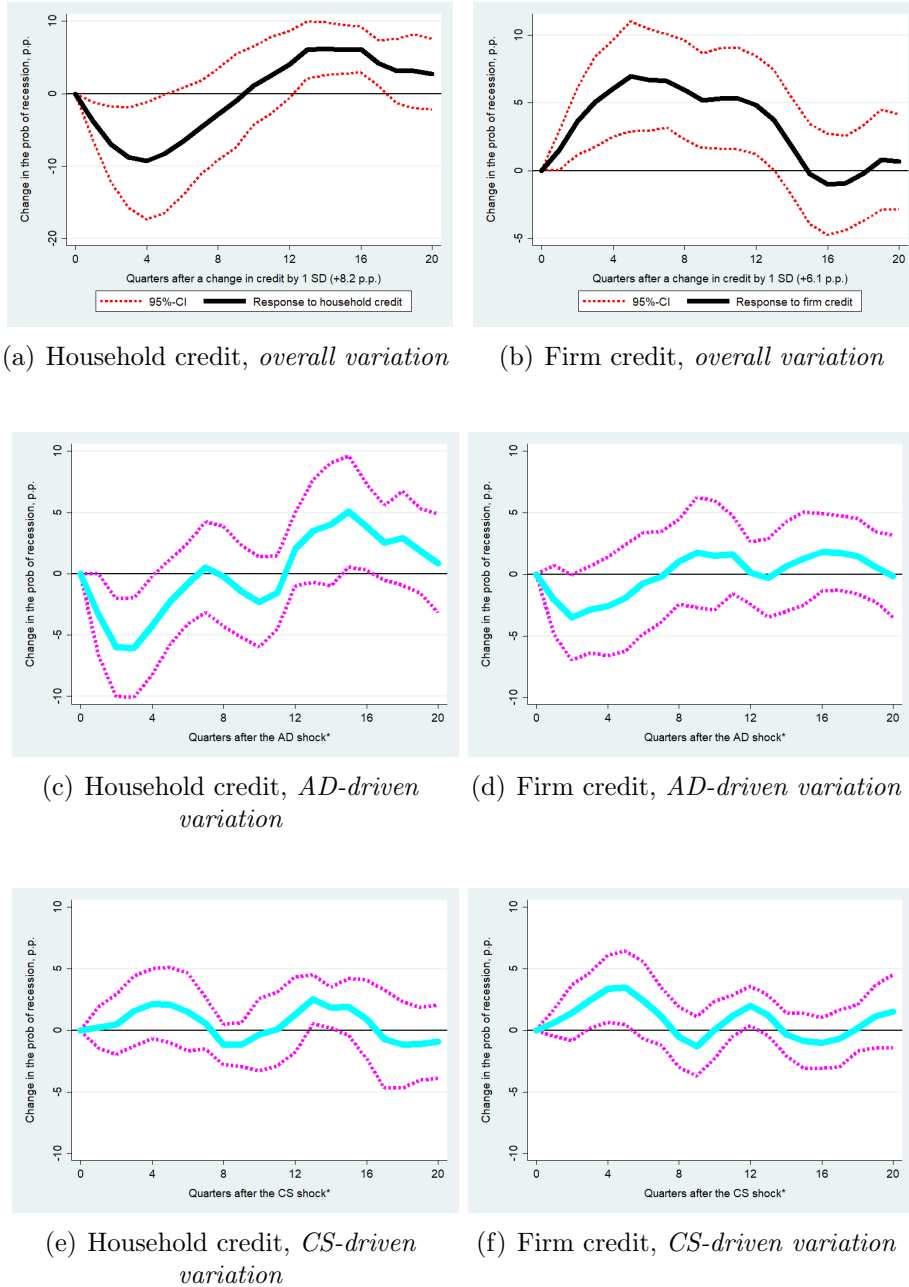 Change in the prob of recession, p.p.
10
0
-10
-20
0 4 8 12 16 20
Quarters after a change in credit by 1 SD (+8.2 p.p.)
95%-CI Response to household credit
(a) Household credit, overall variation
Change in the prob of recession, p.p.
10
5
0
-5
0 4 8 12 16 20
Quarters after a change in credit by 1 SD (+6.1 p.p.)
95%-CI Response to firm credit
(b) Firm credit, overall variation
Change in the prob of recession, p.p.
10
5
0
-5
-10
0 4 8 12 16 20
Quarters after the AD shock*
(c) Household credit, AD-driven
variation
Change in the prob of recession, p.p.
10
5
0
-5
-10
0 4 8 12 16 20
Quarters after the AD shock*
(d) Firm credit, AD-driven variation
Change in the prob of recession, p.p.
10
5
0
-5
-10
0 4 8 12 16 20
Quarters after the CS shock*
(e) Household credit, CS-driven
variation
Change in the prob of recession, p.p.
10
5
0
-5
-10
0 4 8 12 16 20
Quarters after the CS shock*
(f) Firm credit, CS-driven variation